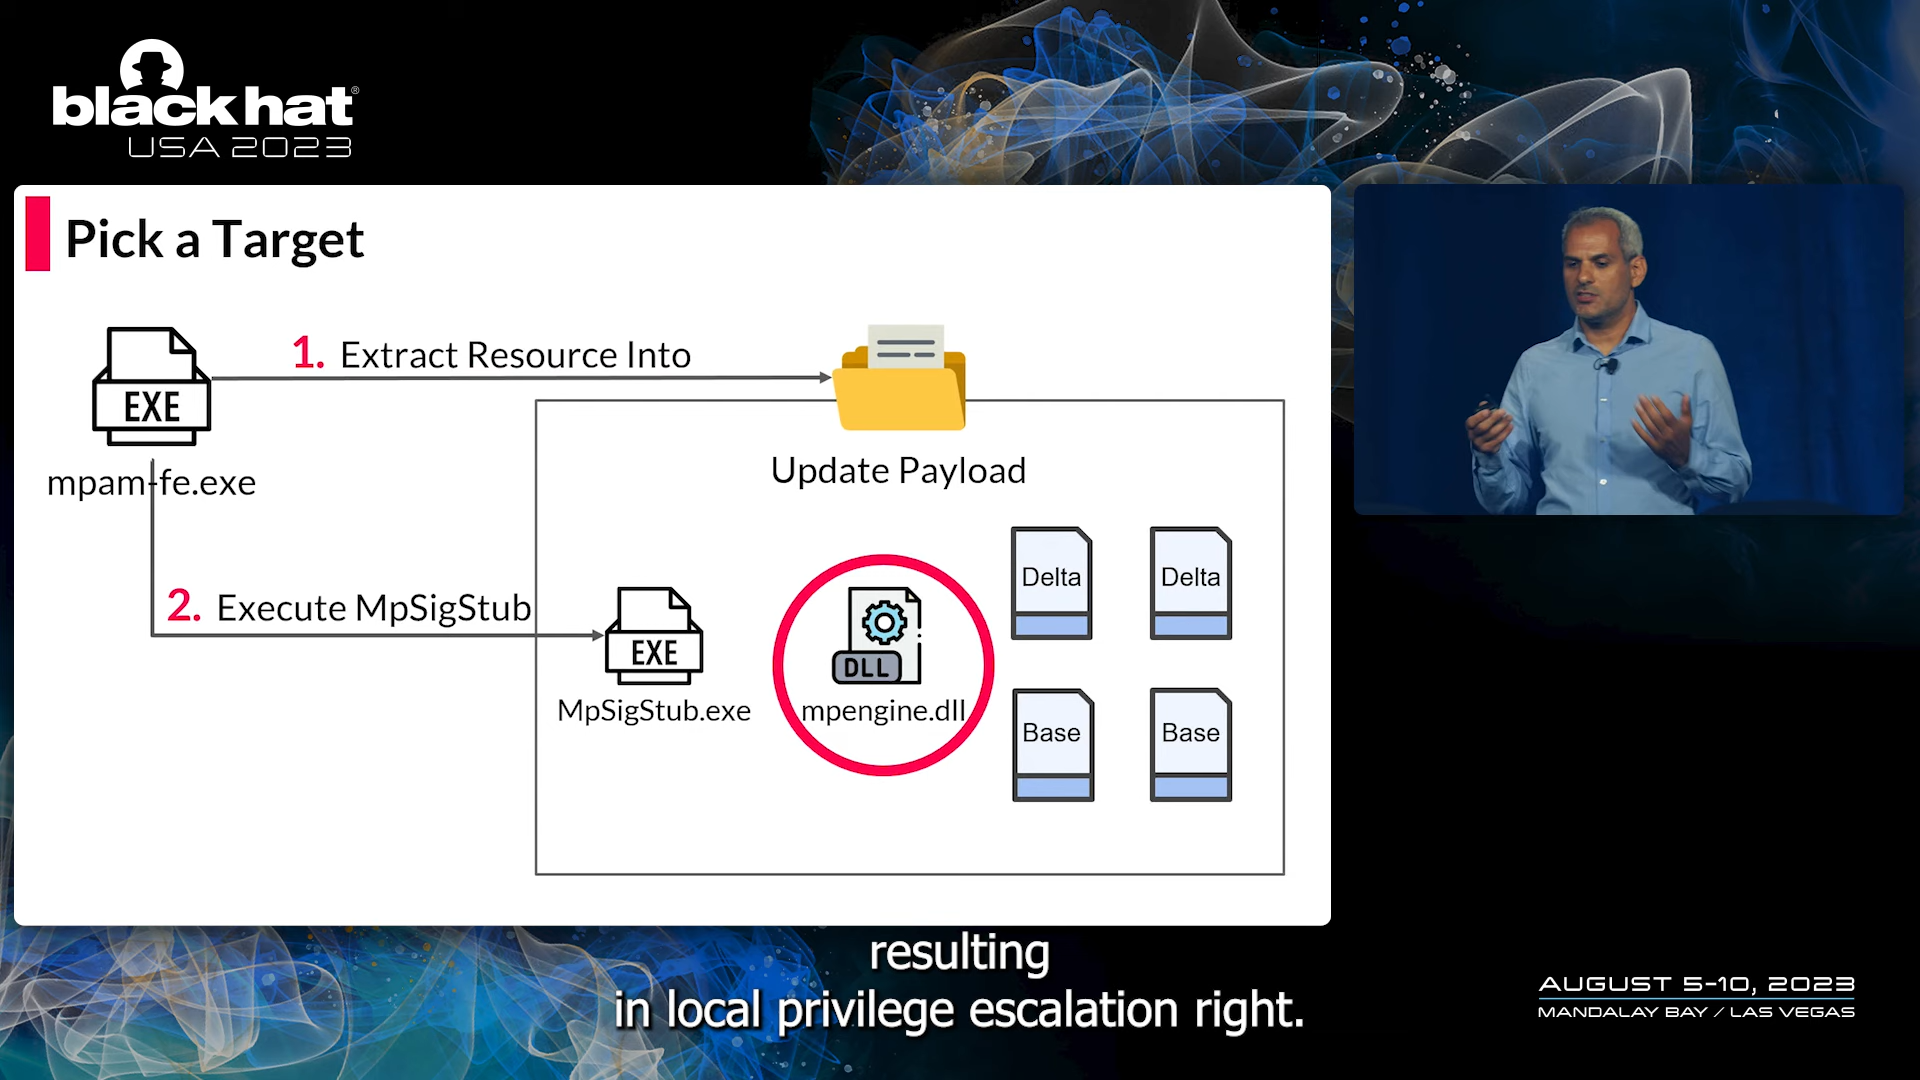 blackhat®
USA 2023
Pick a Target
1. Extract Resource Into
EXE
mpam-fe.exe
Update Payload
2. Execute MpSigStub
EXE
MpSigStub.exe
DLL
mpengine.dll
Delta
Delta
Base
Base
resulting
in local privilege escalation right.
AUGUST 5-10, 2023
MANDALAY BAY / LAS VEGAS